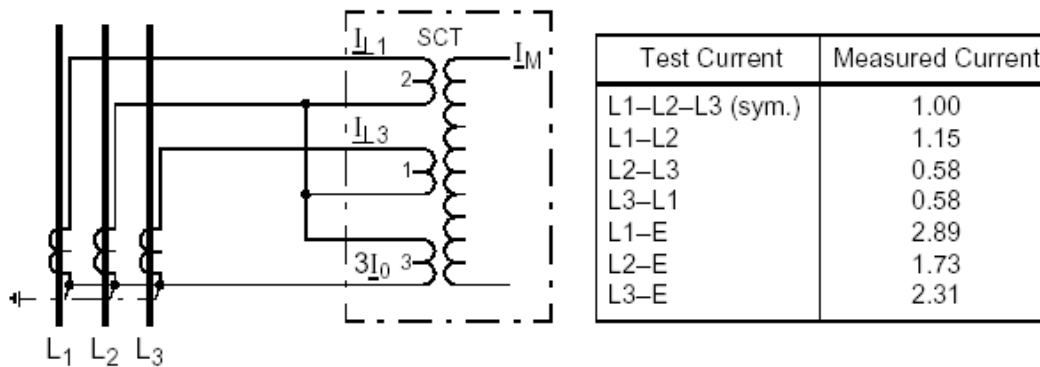 I_L1 SCT
I_M
2
I_L3
1
3I_0 3
L1 L2 L3
Test Current Measured Current
L1–L2–L3 (sym.) 1.00
L1–L2 1.15
L2–L3 0.58
L3–L1 0.58
L1–E 2.89
L2–E 1.73
L3–E 2.31